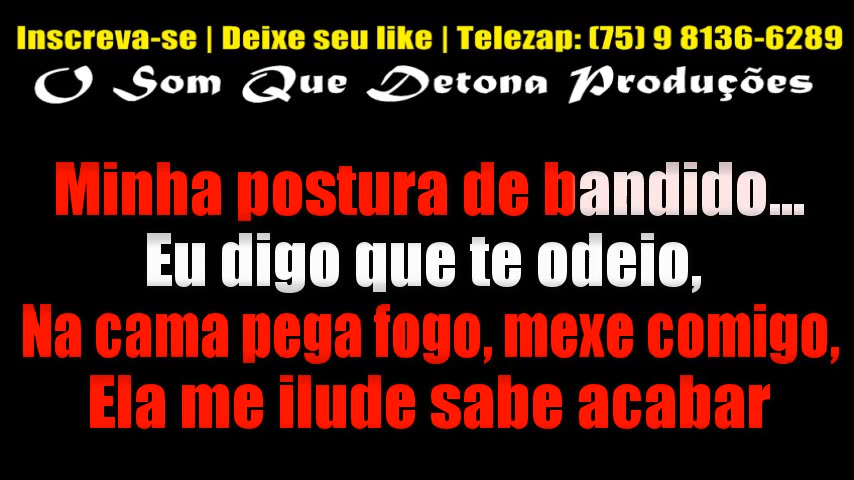 Inscreva-se | Deixe seu like | Telezap: (75) 9 8136-6289
O Som Que Detona Produções
Minha postura de bandido...
Eu digo que te odeio,
Na cama pega fogo, mexe comigo,
Ela me ilude sabe acabar